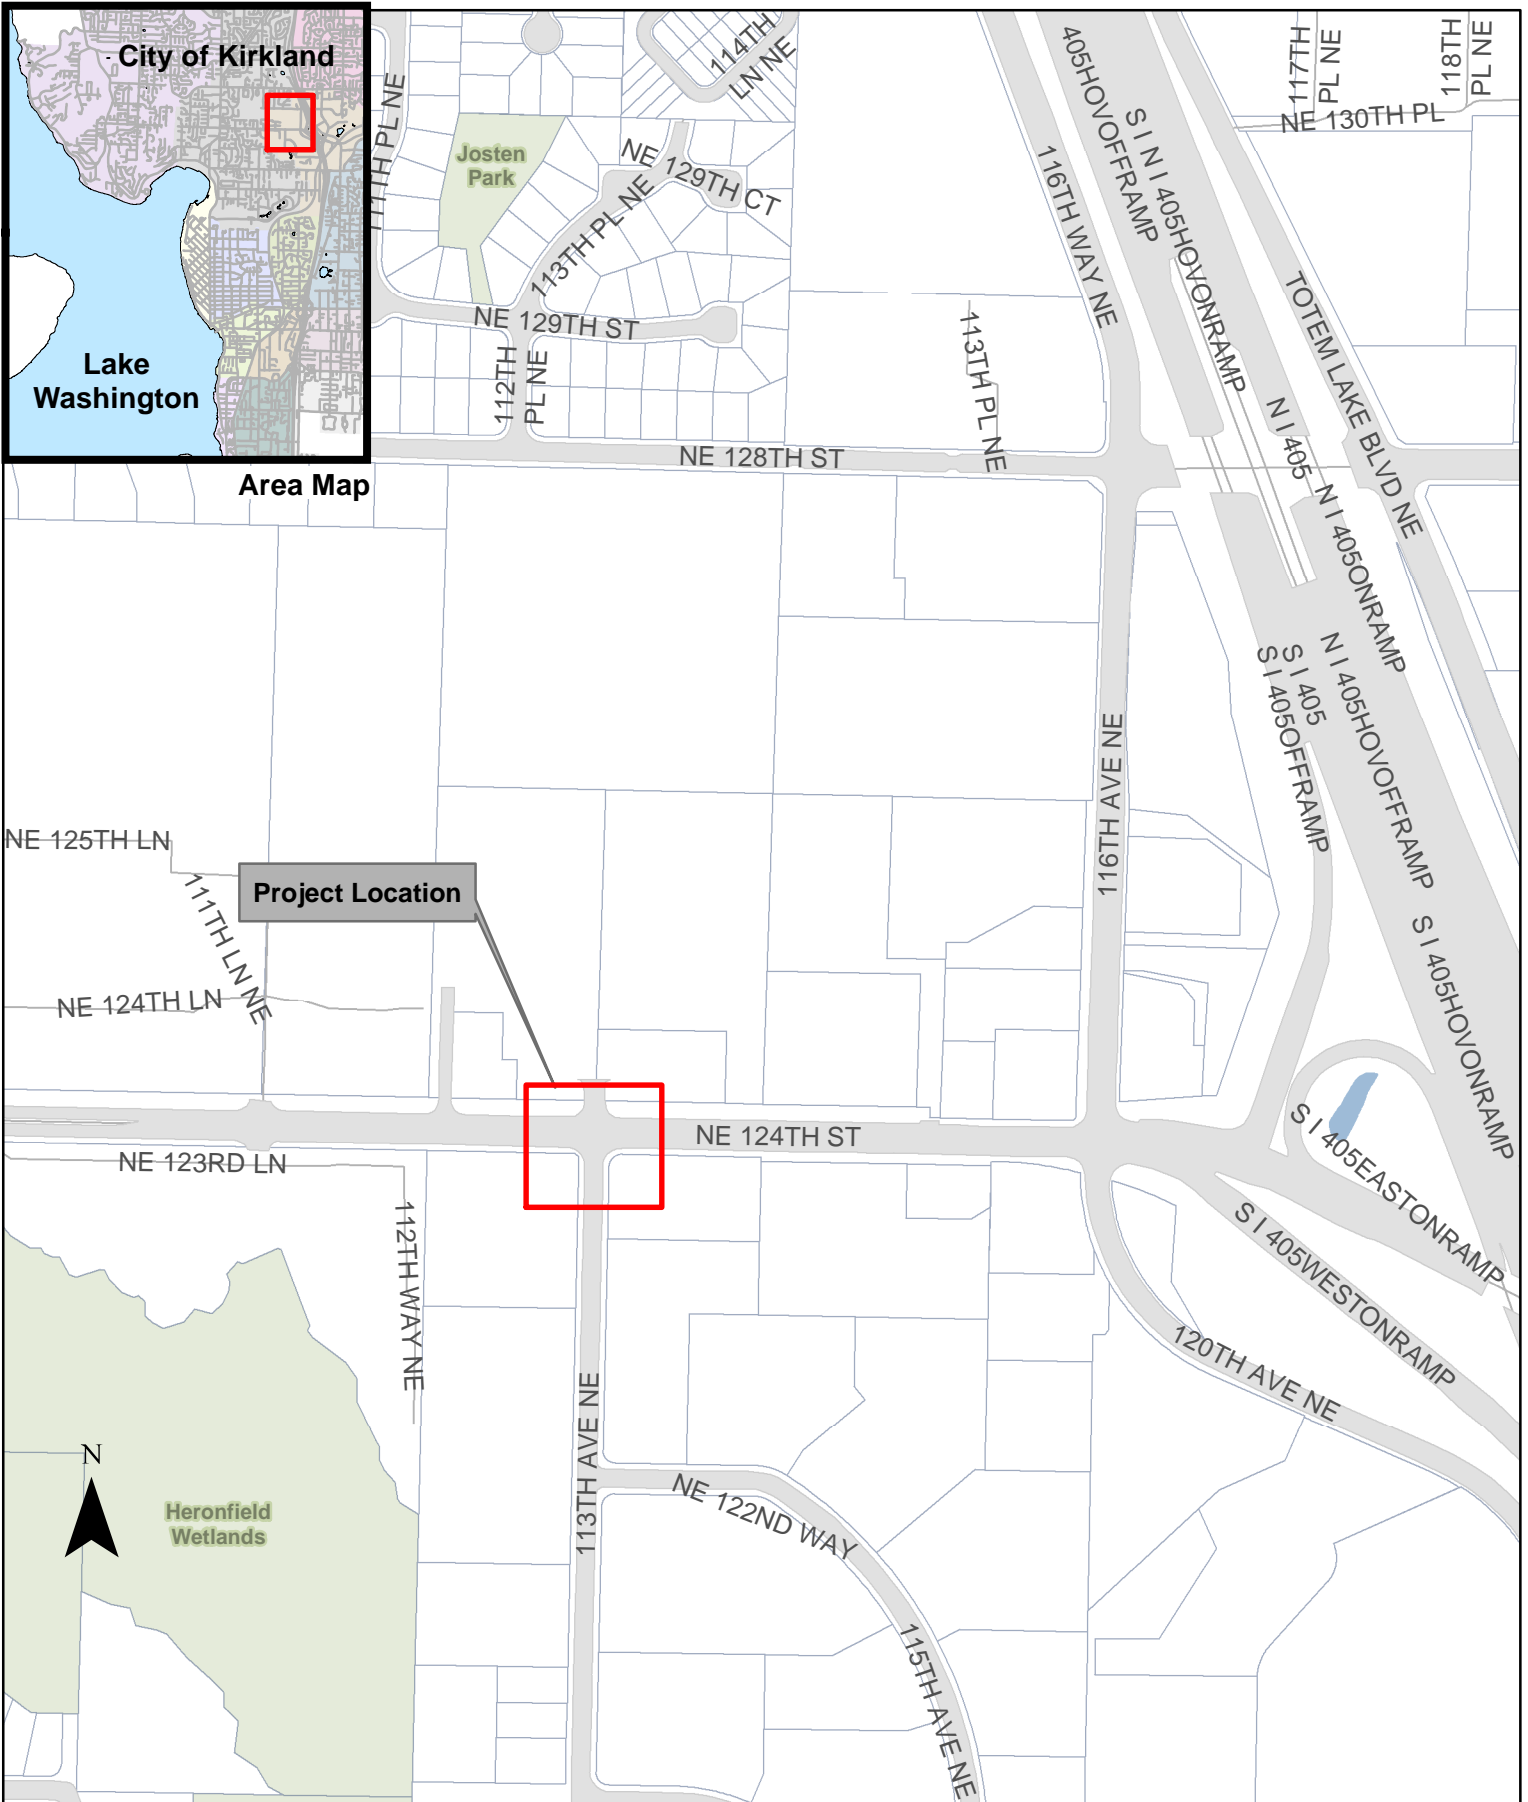 City of Kirkland
Lake
Washington
Area Map
111TH PL NE
114TH
LN NE
Josten
Park
NE 129TH CT
113TH PL NE
NE 129TH ST
112TH
PL NE
NE 128TH ST
113TH PL NE
116TH WAY NE
405HOVOFFRAMP
S I
N I 405HOVONRAMP
N I 405
N I 405ONRAMP
TOTEM LAKE BLVD NE
117TH
PL NE
118TH
PL NE
NE 130TH PL
S I 405OFFRAMP
S I 405
N I 405HOVOFFRAMP
S I 405HOVONRAMP
116TH AVE NE
NE 125TH LN
111TH LN NE
Project Location
NE 124TH LN
NE 124TH ST
NE 123RD LN
112TH WAY NE
S I 405EASTONRAMP
S I 405WESTONRAMP
120TH AVE NE
113TH AVE NE
NE 122ND WAY
115TH AVE NE
N
Heronfield
Wetlands